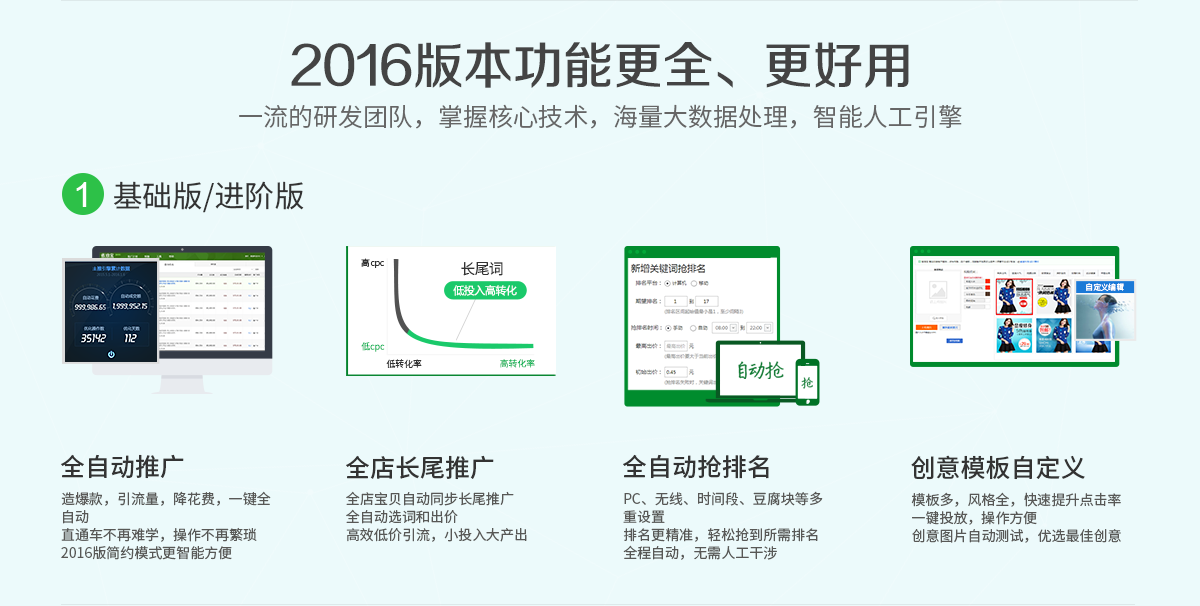 2016版本功能更全、更好用
一流的研发团队，掌握核心技术，海量大数据处理，智能人工引擎
1 基础版/进阶版
999,986.65
1,999,952.15
35142
112
高cpc
长尾词
低投入高转化
低cpc
低转化率
高转化率
新增关键词抢排名
排名平台：
计算机
移动
期望排名：
1
到
17
抢排名时间：
手动
自动
08:00
到
22:00
最高出价：
元
初始出价：
0.45
元
自动抢
抢
自定义编辑
全自动推广
造爆款，引流量，降花费，一键全
自动
直通车不再难学，操作不再繁琐
2016版简约模式更智能方便
全店长尾推广
全店宝贝自动同步长尾推广
全自动选词和出价
高效低价引流，小投入大产出
全自动抢排名
PC、无线、时间段、豆腐块等多
重设置
排名更精准，轻松抢到所需排名
全程自动，无需人工干涉
创意模板自定义
模板多，风格全，快速提升点击率
一键投放，操作方便
创意图片自动测试，优选最佳创意